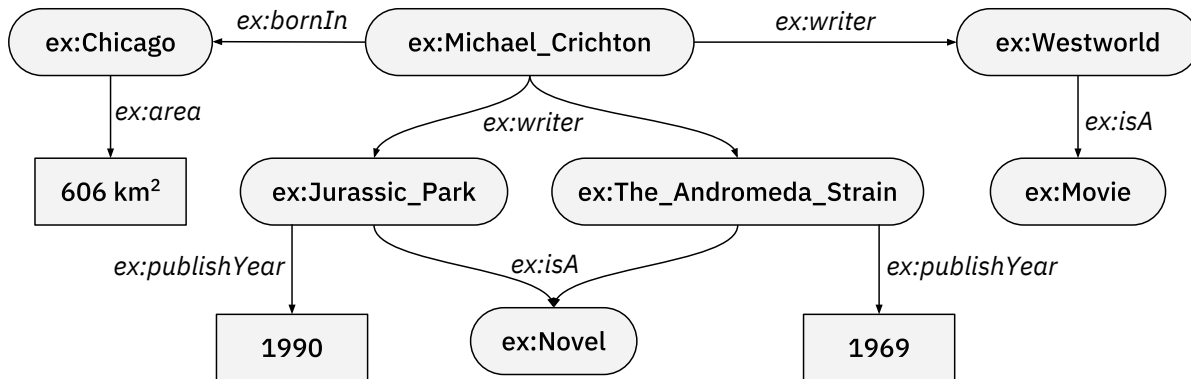 ex:bornIn
ex:writer
ex:Chicago
ex:Michael_Crichton
ex:Westworld
ex:area
ex:writer
ex:isA
606 km²
ex:Jurassic_Park
ex:The_Andromeda_Strain
ex:Movie
ex:publishYear
ex:isA
ex:publishYear
1990
ex:Novel
1969